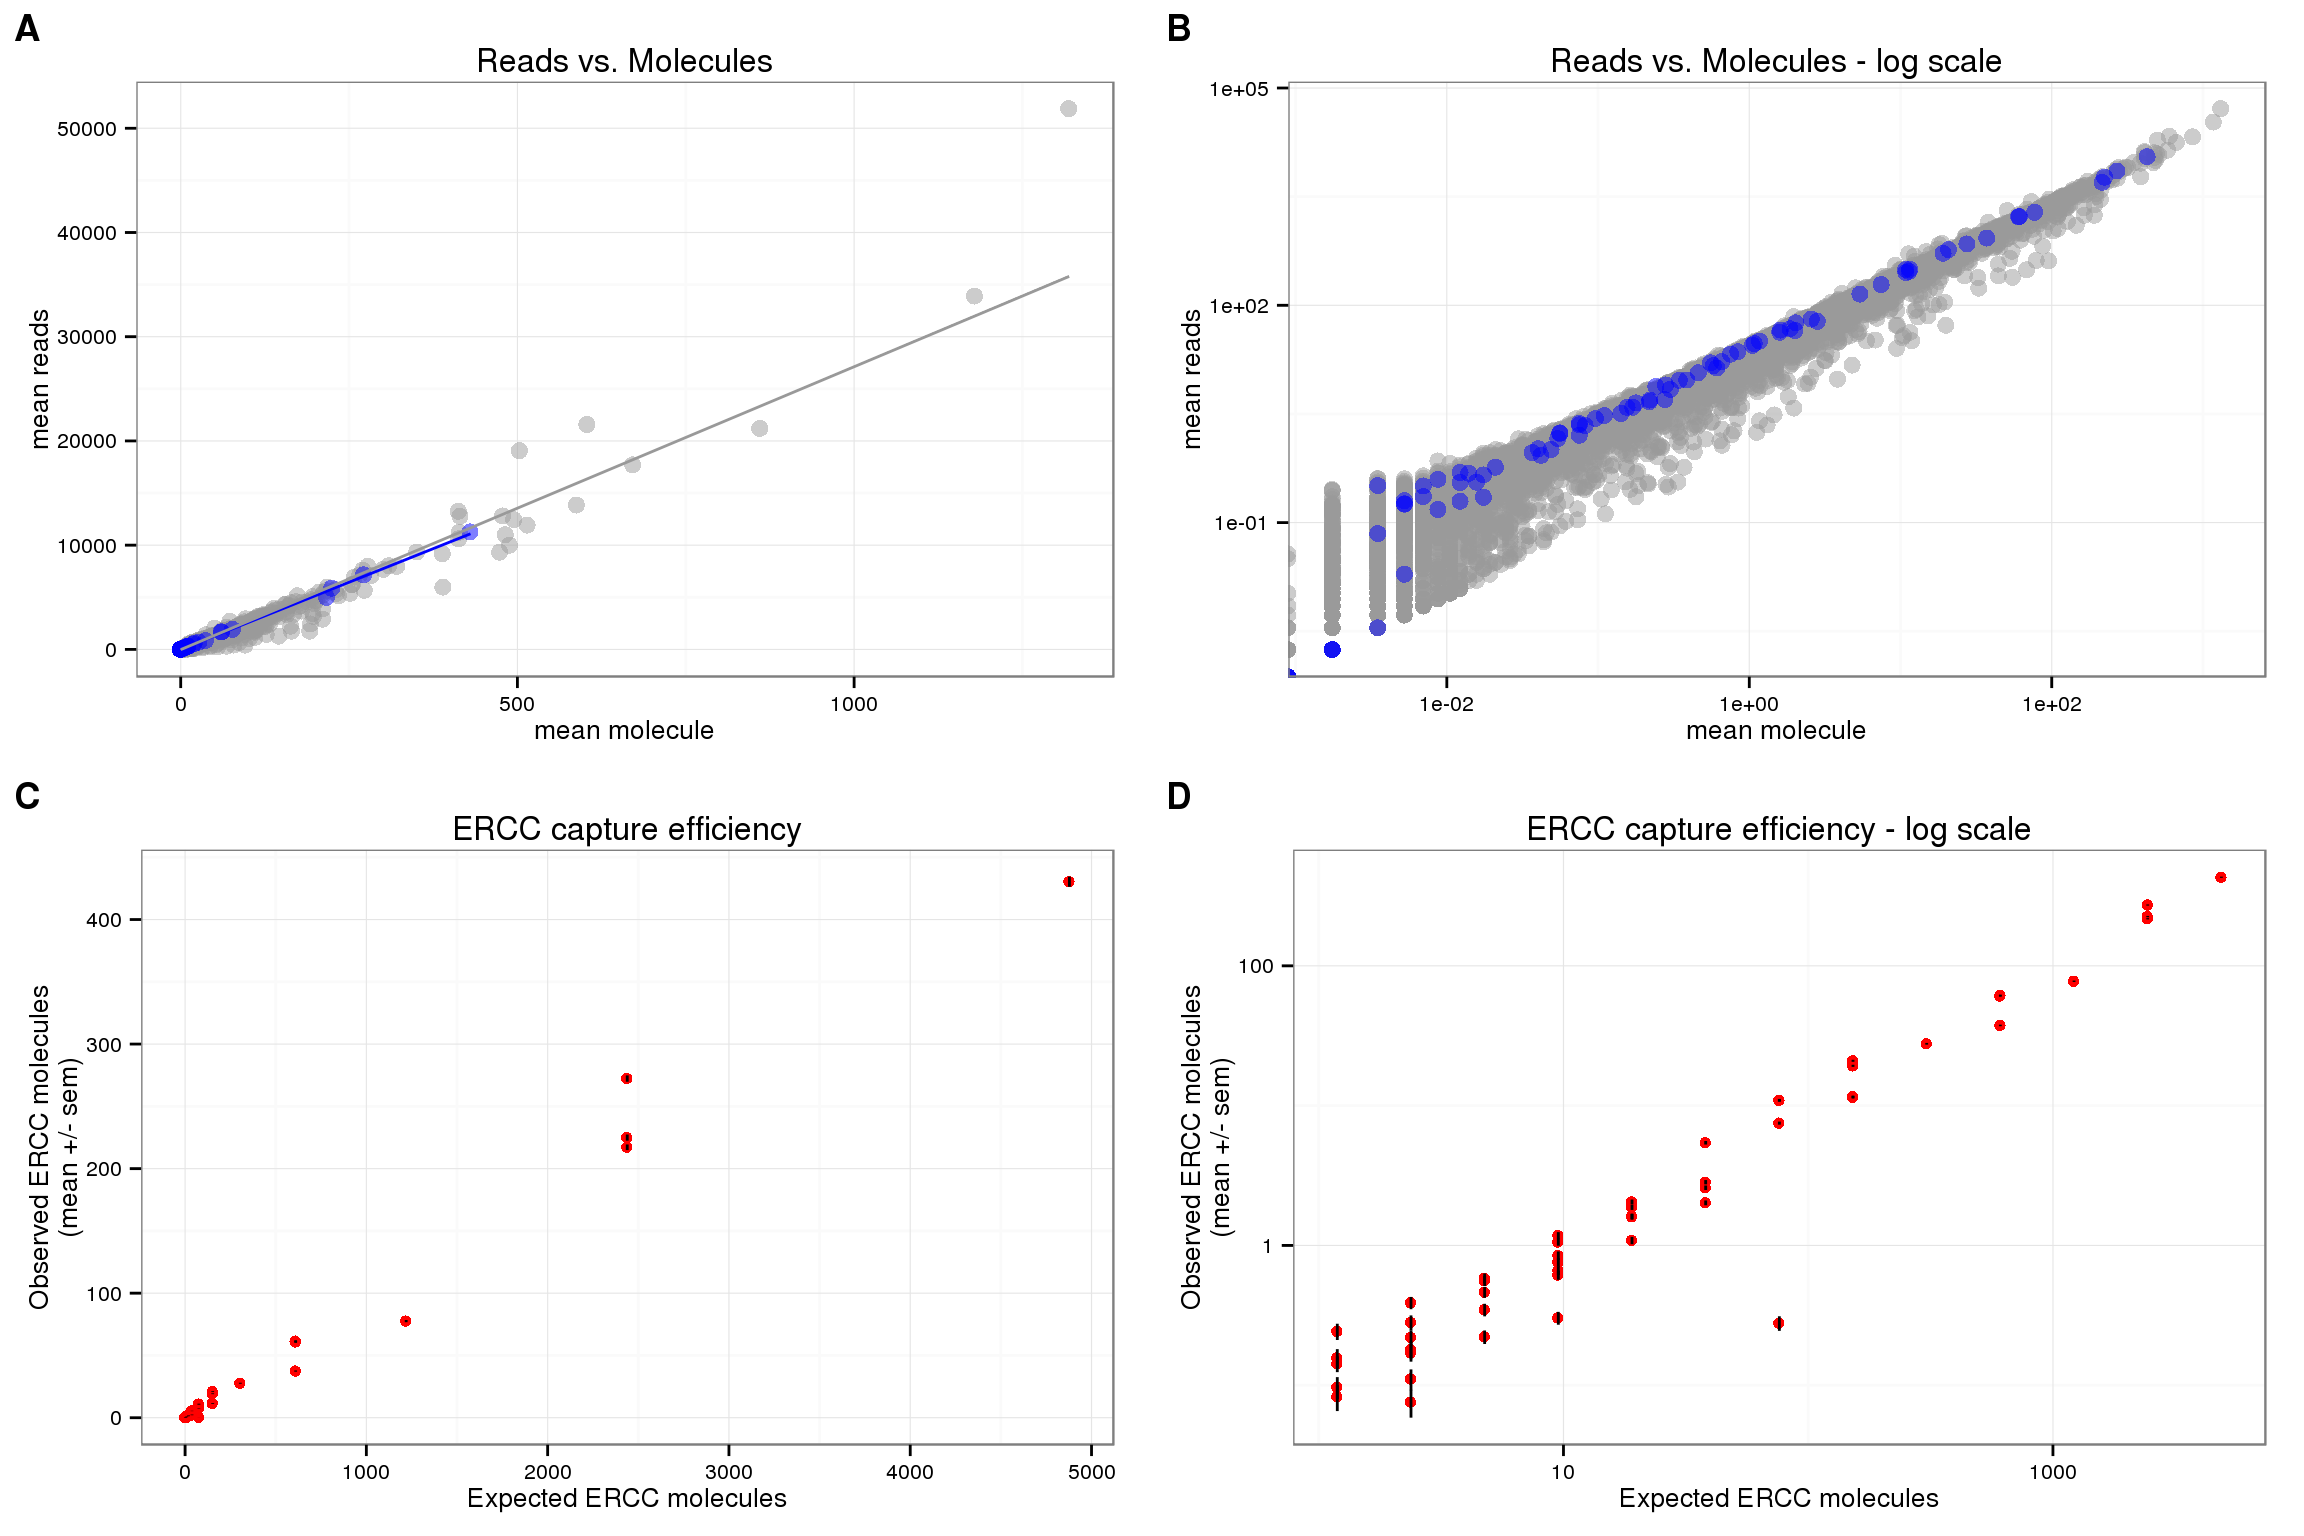 A
Reads vs. Molecules
mean reads
50000
40000
30000
20000
10000
0
0 500 1000
mean molecule
B
Reads vs. Molecules - log scale
mean reads
1e+05
1e+02
1e-01
1e-02 1e+00 1e+02
mean molecule
C
ERCC capture efficiency
Observed ERCC molecules
(mean +/- sem)
400
300
200
100
0
0 1000 2000 3000 4000 5000
Expected ERCC molecules
D
ERCC capture efficiency - log scale
Observed ERCC molecules
(mean +/- sem)
100
1
10 1000
Expected ERCC molecules